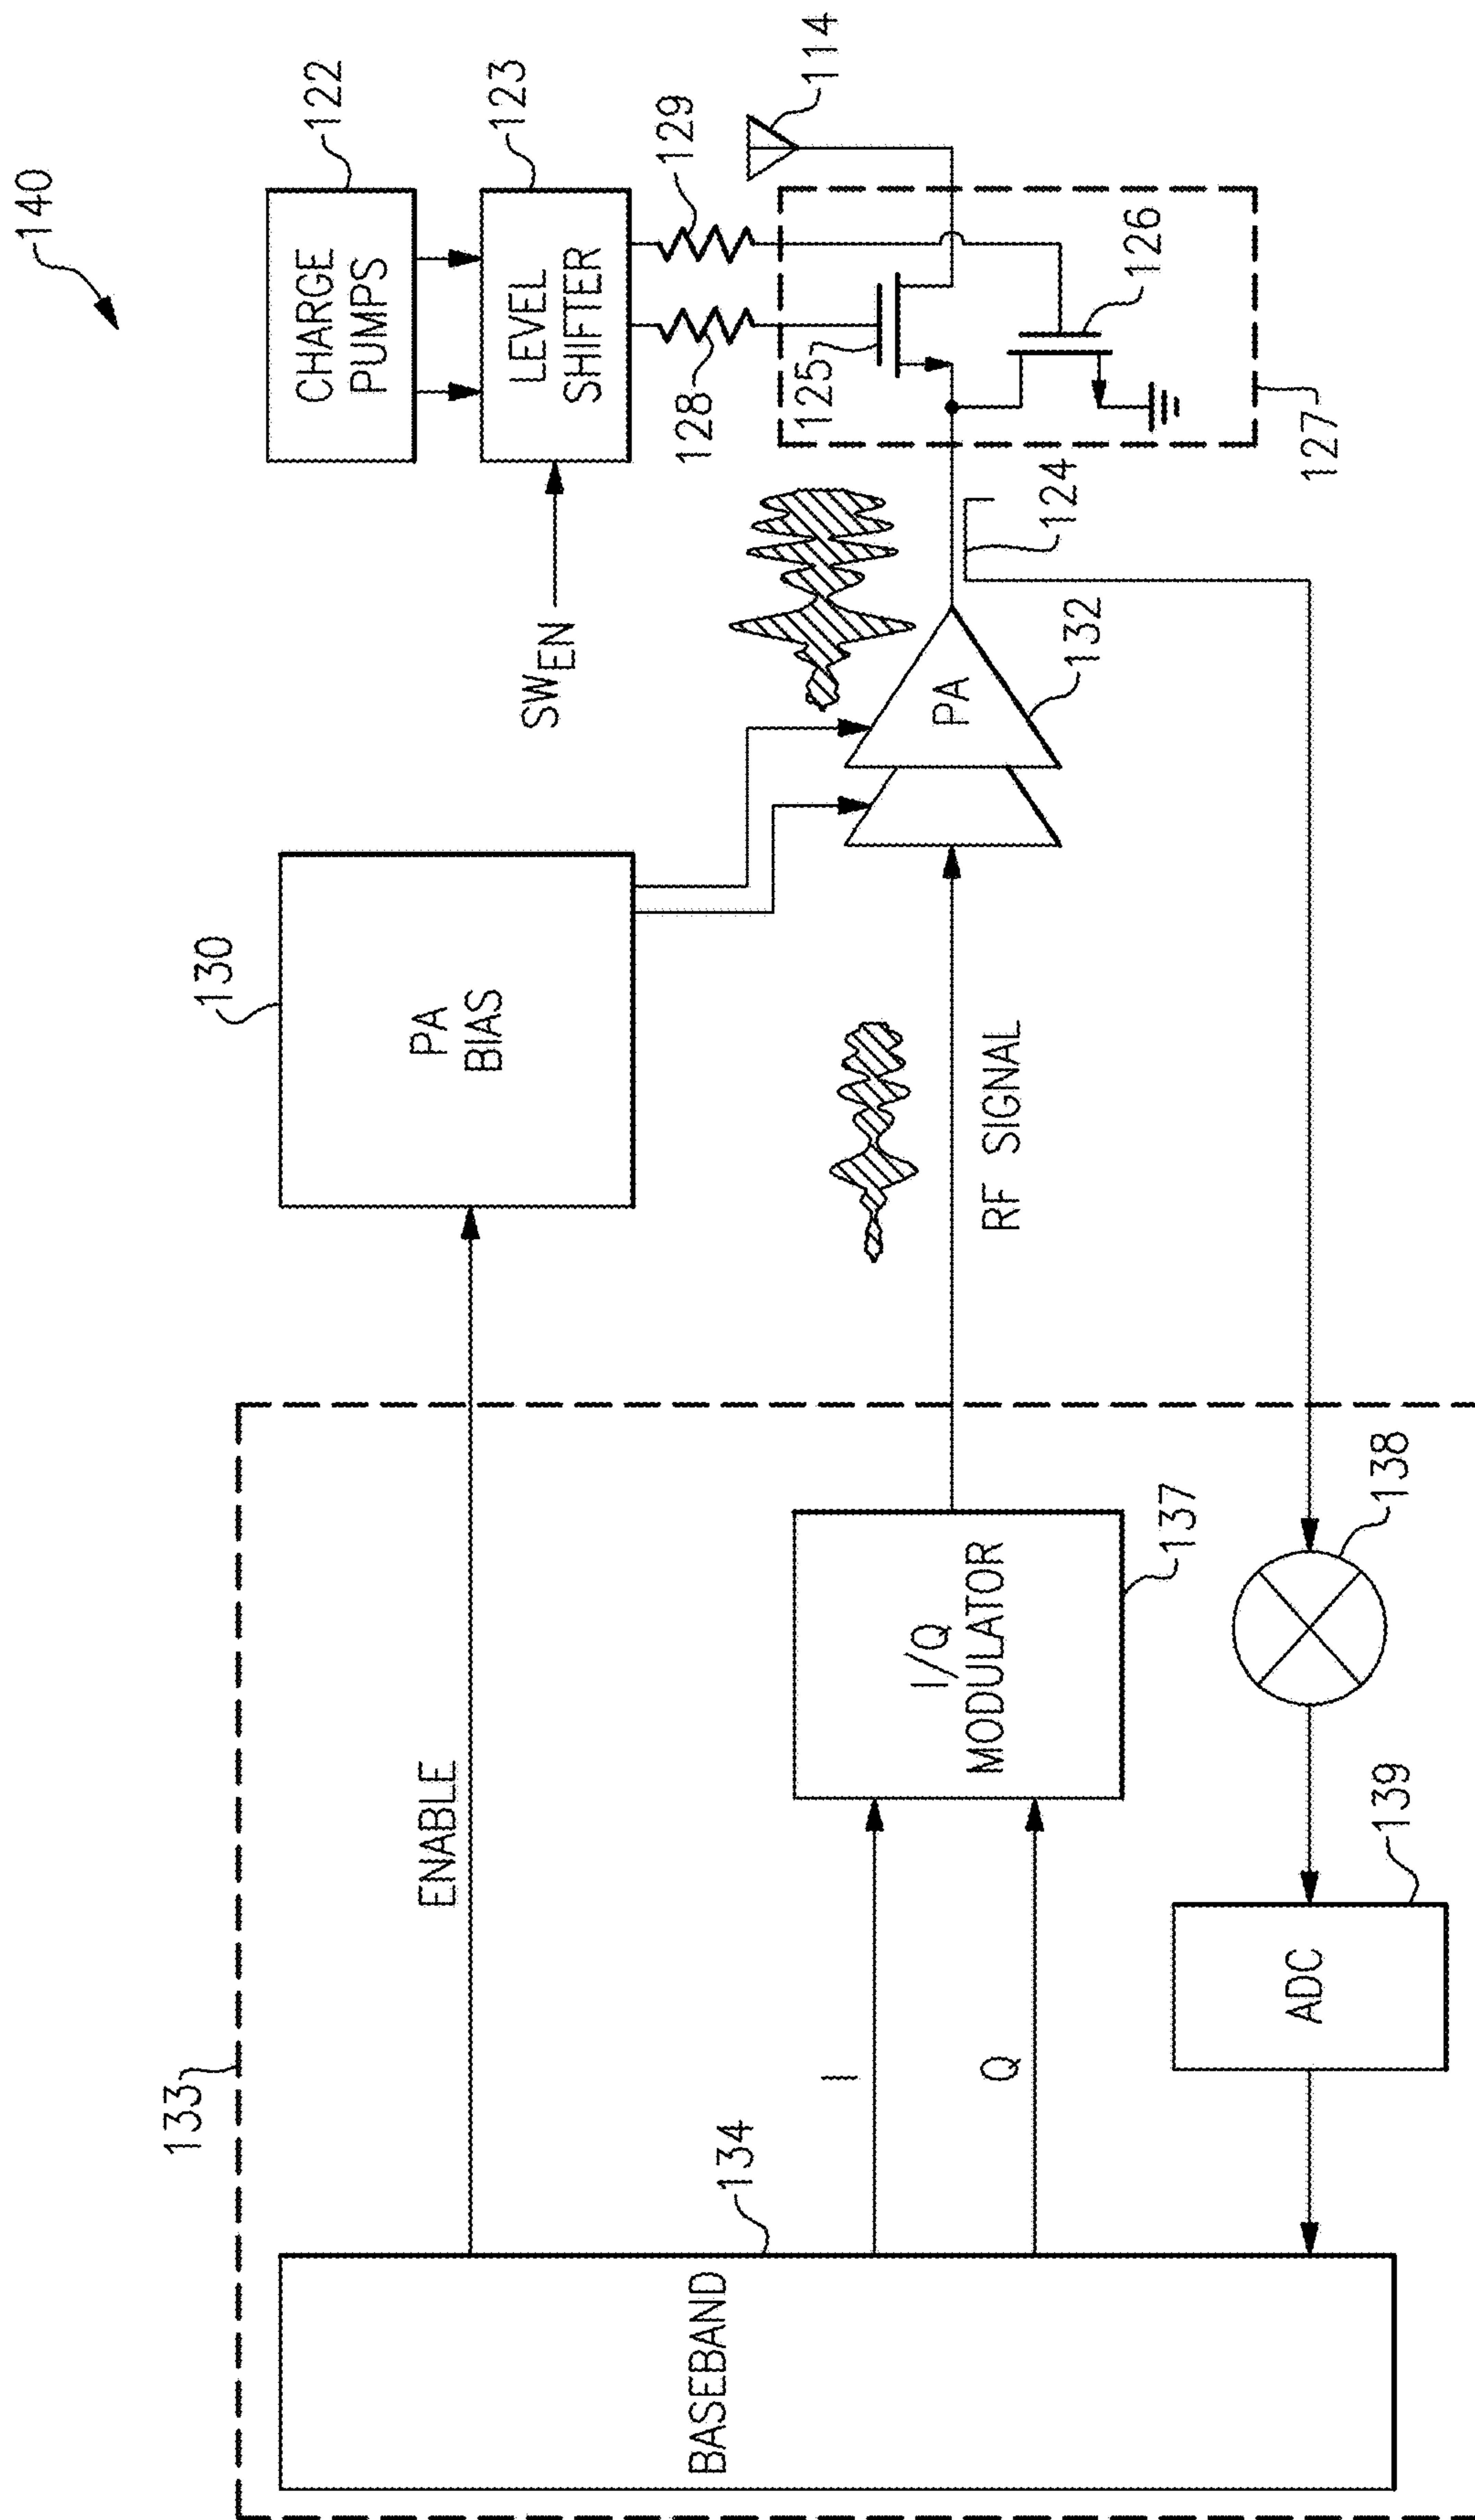 140
CHARGE
PUMPS
122
LEVEL
SHIFTER
123
SWEN
128
129
114
125
126
127
124
130
PA
BIAS
PA
132
RF SIGNAL
133
ENABLE
I/Q
MODULATOR
137
138
139
ADC
I
Q
134
BASEBAND